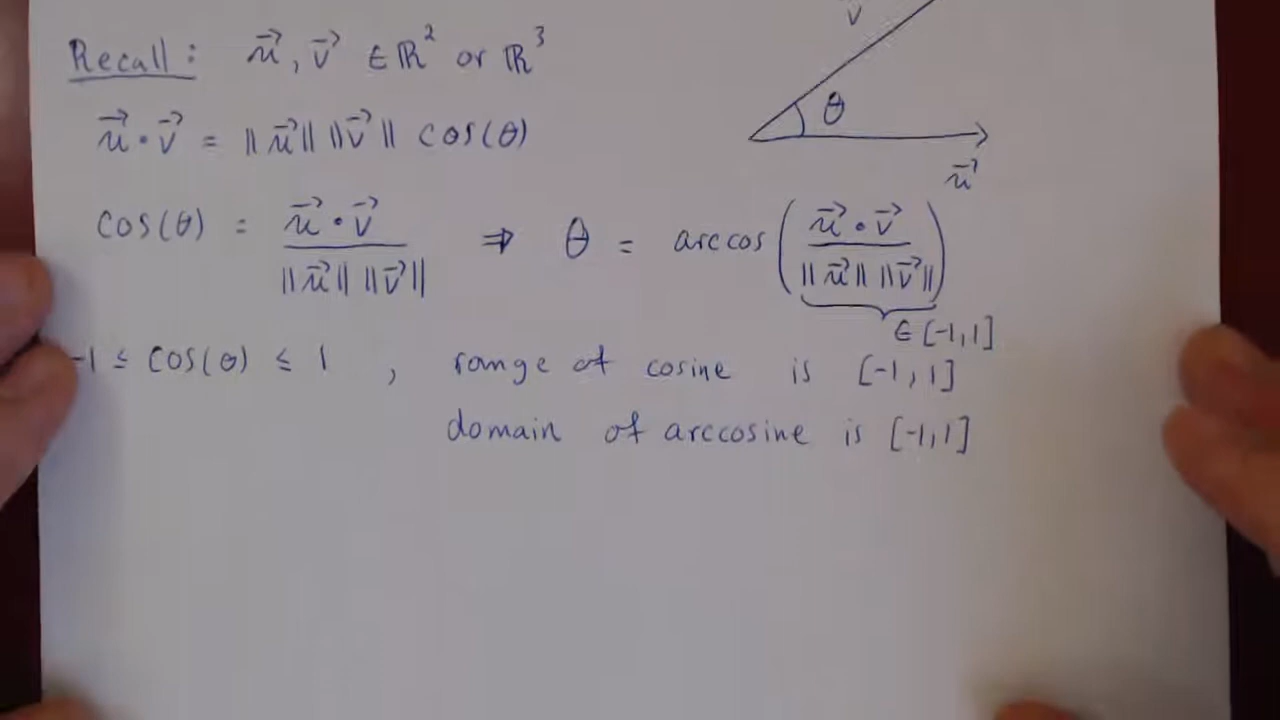 Recall: u⃗, v⃗ ∈ ℝ² or ℝ³
v
θ
u⃗
u⃗ · v⃗ = ‖u⃗‖ ‖v⃗‖ cos(θ)
cos(θ) = (u⃗ · v⃗) / (‖u⃗‖ ‖v⃗‖) ⇒ θ = arccos( (u⃗ · v⃗) / (‖u⃗‖ ‖v⃗‖) )
∈ [-1,1]
-1 ≤ cos(θ) ≤ 1 , range of cosine is [-1,1]
domain of arccosine is [-1,1]